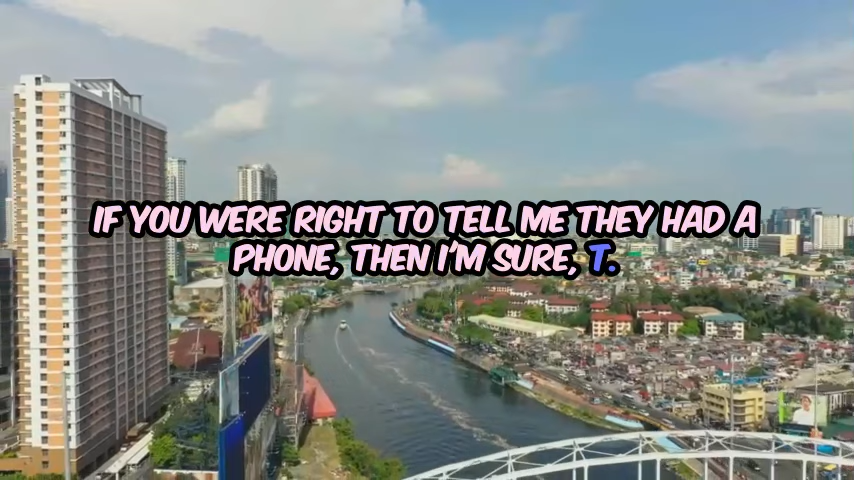 IF YOU WERE RIGHT TO TELL ME THEY HAD A
PHONE, THEN I'M SURE, T.